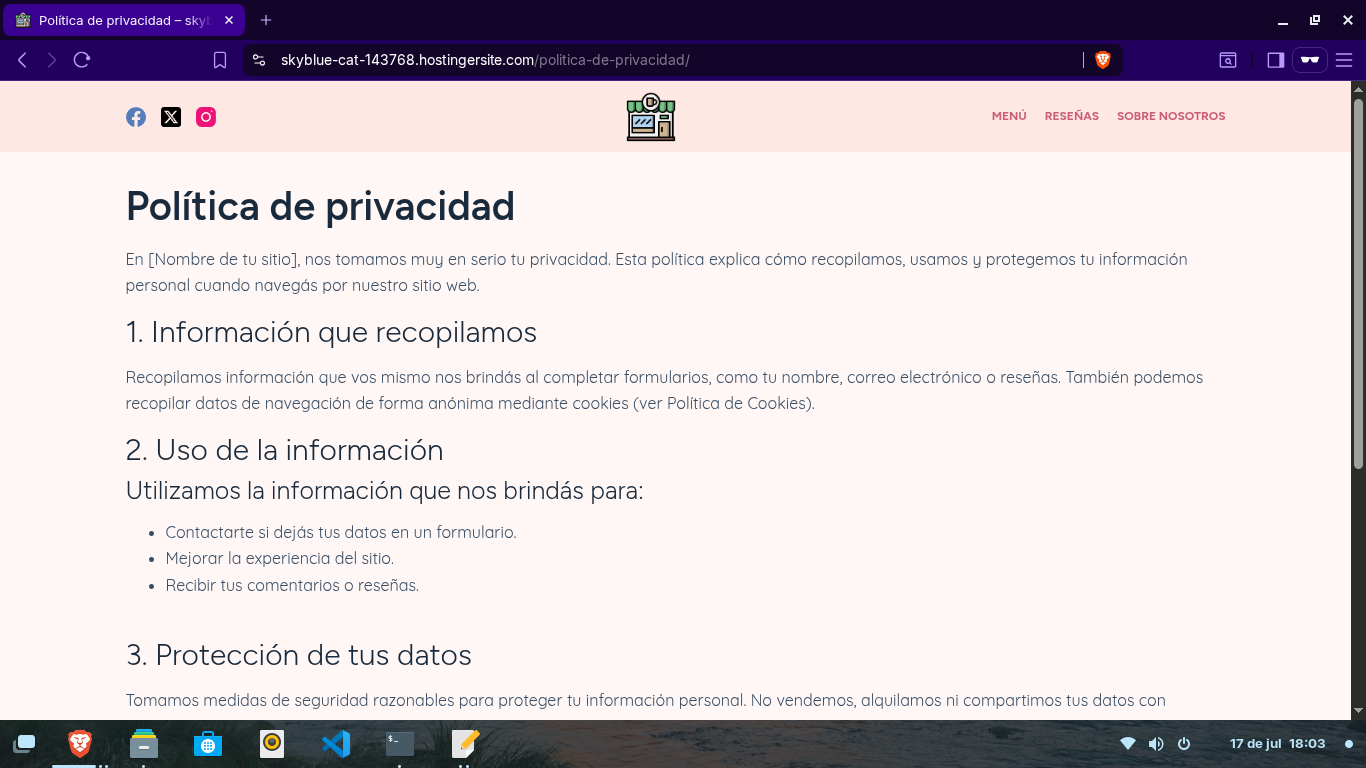 Política de privacidad – skyb
skyblue-cat-143768.hostingersite.com/politica-de-privacidad/
MENÚ RESEÑAS SOBRE NOSOTROS
Política de privacidad
En [Nombre de tu sitio], nos tomamos muy en serio tu privacidad. Esta política explica cómo recopilamos, usamos y protegemos tu información
personal cuando navegás por nuestro sitio web.
1. Información que recopilamos
Recopilamos información que vos mismo nos brindás al completar formularios, como tu nombre, correo electrónico o reseñas. También podemos
recopilar datos de navegación de forma anónima mediante cookies (ver Política de Cookies).
2. Uso de la información
Utilizamos la información que nos brindás para:
• Contactarte si dejás tus datos en un formulario.
• Mejorar la experiencia del sitio.
• Recibir tus comentarios o reseñas.
3. Protección de tus datos
Tomamos medidas de seguridad razonables para proteger tu información personal. No vendemos, alquilamos ni compartimos tus datos con
17 de jul 18:03